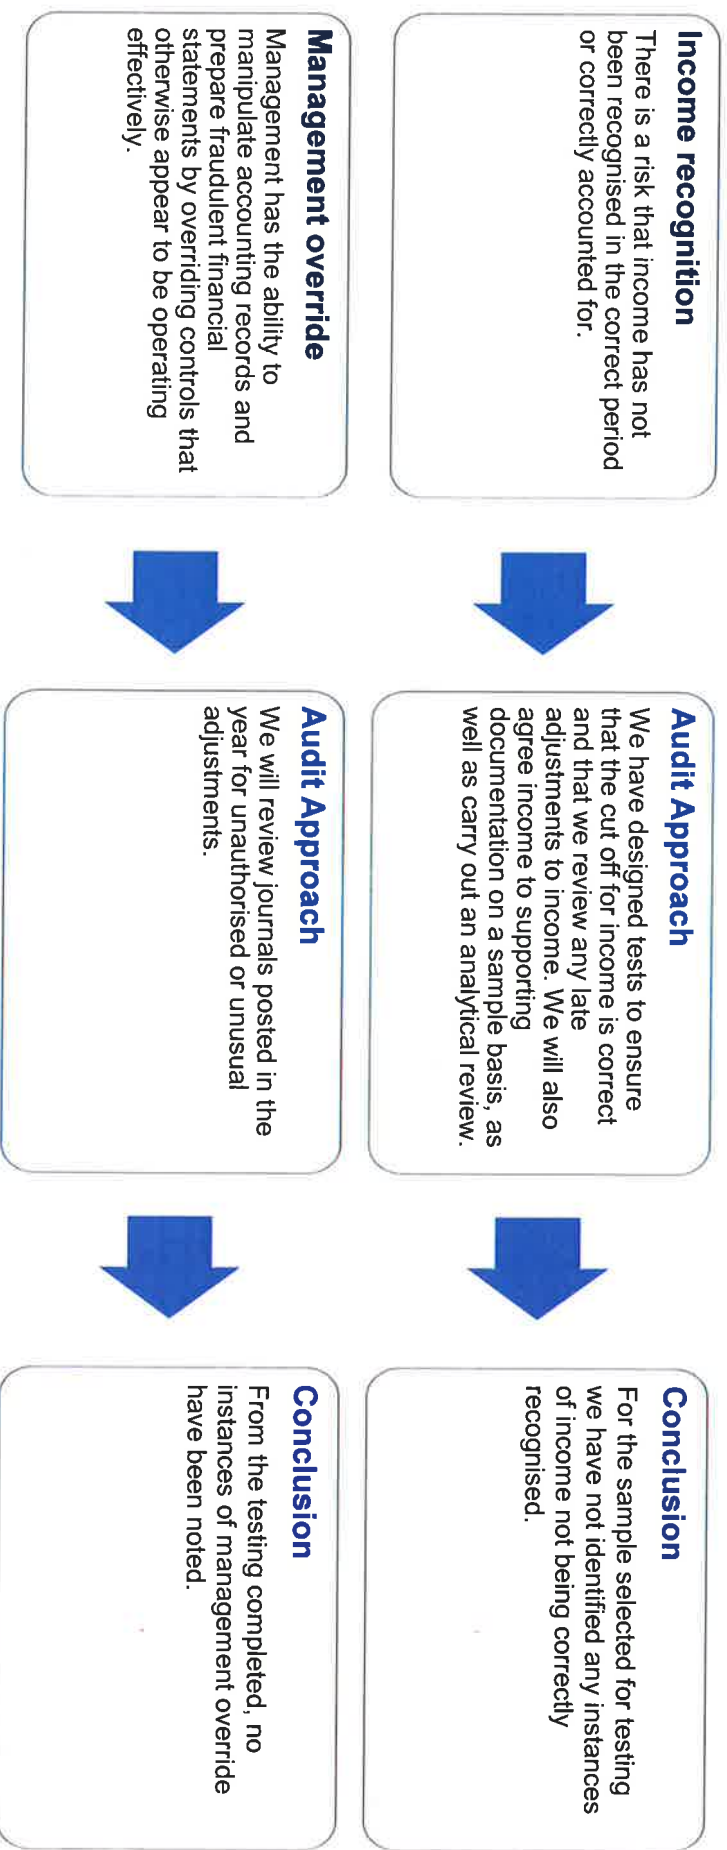 Income recognition
There is a risk that income has not
been recognised in the correct period
or correctly accounted for.
Audit Approach
We have designed tests to ensure
that the cut off for income is correct
and that we review any late
adjustments to income. We will also
agree income to supporting
documentation on a sample basis, as
well as carry out an analytical review.
Conclusion
For the sample selected for testing
we have not identified any instances
of income not being correctly
recognised.
Management override
Management has the ability to
manipulate accounting records and
prepare fraudulent financial
statements by overriding controls that
otherwise appear to be operating
effectively.
Audit Approach
We will review journals posted in the
year for unauthorised or unusual
adjustments.
Conclusion
From the testing completed, no
instances of management override
have been noted.